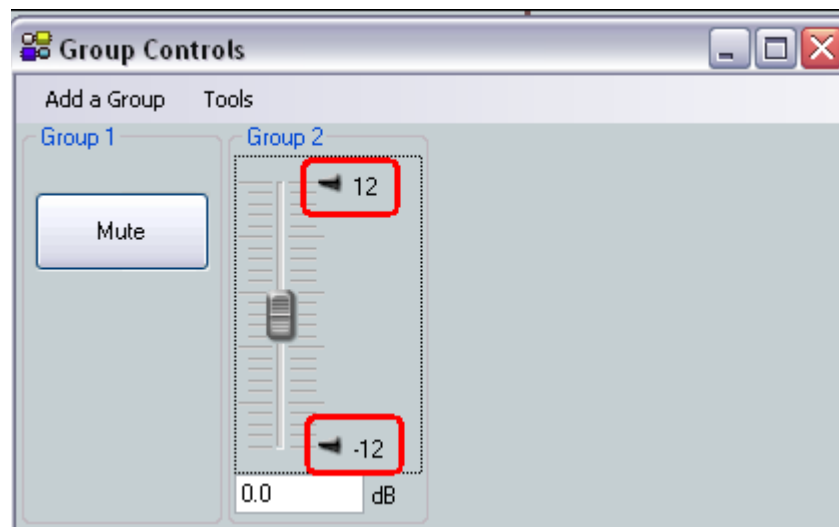 Group Controls
Add a Group Tools
Group 1
Mute
Group 2
12
-12
0.0 dB